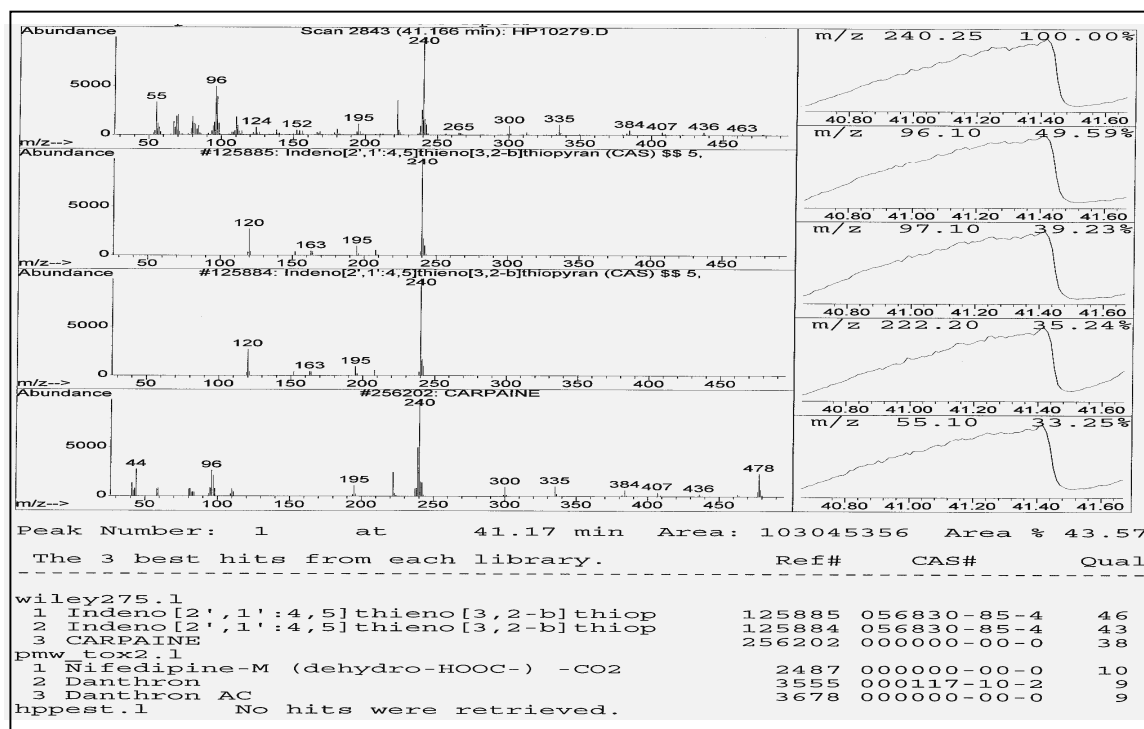 Abundance
Scan 2843 (41.166 min): HP10279.D
240
5000
55
96
124
152
195
265
300
335
384 407
436
463
0
m/z-->
50 100 150 200 250 300 350 400 450
Abundance
#125885: Indeno[2',1':4,5]thieno[3,2-b]thiopyran (CAS) $$ 5,
240
5000
120
163
195
0
m/z-->
50 100 150 200 250 300 350 400 450
Abundance
#125884: Indeno[2',1':4,5]thieno[3,2-b]thiopyran (CAS) $$ 5,
240
5000
120
163
195
0
m/z-->
50 100 150 200 250 300 350 400 450
Abundance
#256202: CARPAINE
240
5000
44
96
195
300
335
384 407
436
478
0
m/z-->
50 100 150 200 250 300 350 400 450
m/z 240.25 100.00%
40.80 41.00 41.20 41.40 41.60
m/z 96.10 49.59%
40.80 41.00 41.20 41.40 41.60
m/z 97.10 39.23%
40.80 41.00 41.20 41.40 41.60
m/z 222.20 35.24%
40.80 41.00 41.20 41.40 41.60
m/z 55.10 33.25%
40.80 41.00 41.20 41.40 41.60
Peak Number: 1 at 41.17 min Area: 103045356 Area % 43.57
The 3 best hits from each library. Ref# CAS# Qual
wiley275.l
1 Indeno[2',1':4,5]thieno[3,2-b]thiop 125885 056830-85-4 46
2 Indeno[2',1':4,5]thieno[3,2-b]thiop 125884 056830-85-4 43
3 CARPAINE 256202 000000-00-0 38
pmw_tox2.l
1 Nifedipine-M (dehydro-HOOC-) -CO2 2487 000000-00-0 10
2 Danthron 3555 000117-10-2 9
3 Danthron AC 3678 000000-00-0 9
hppest.l No hits were retrieved.